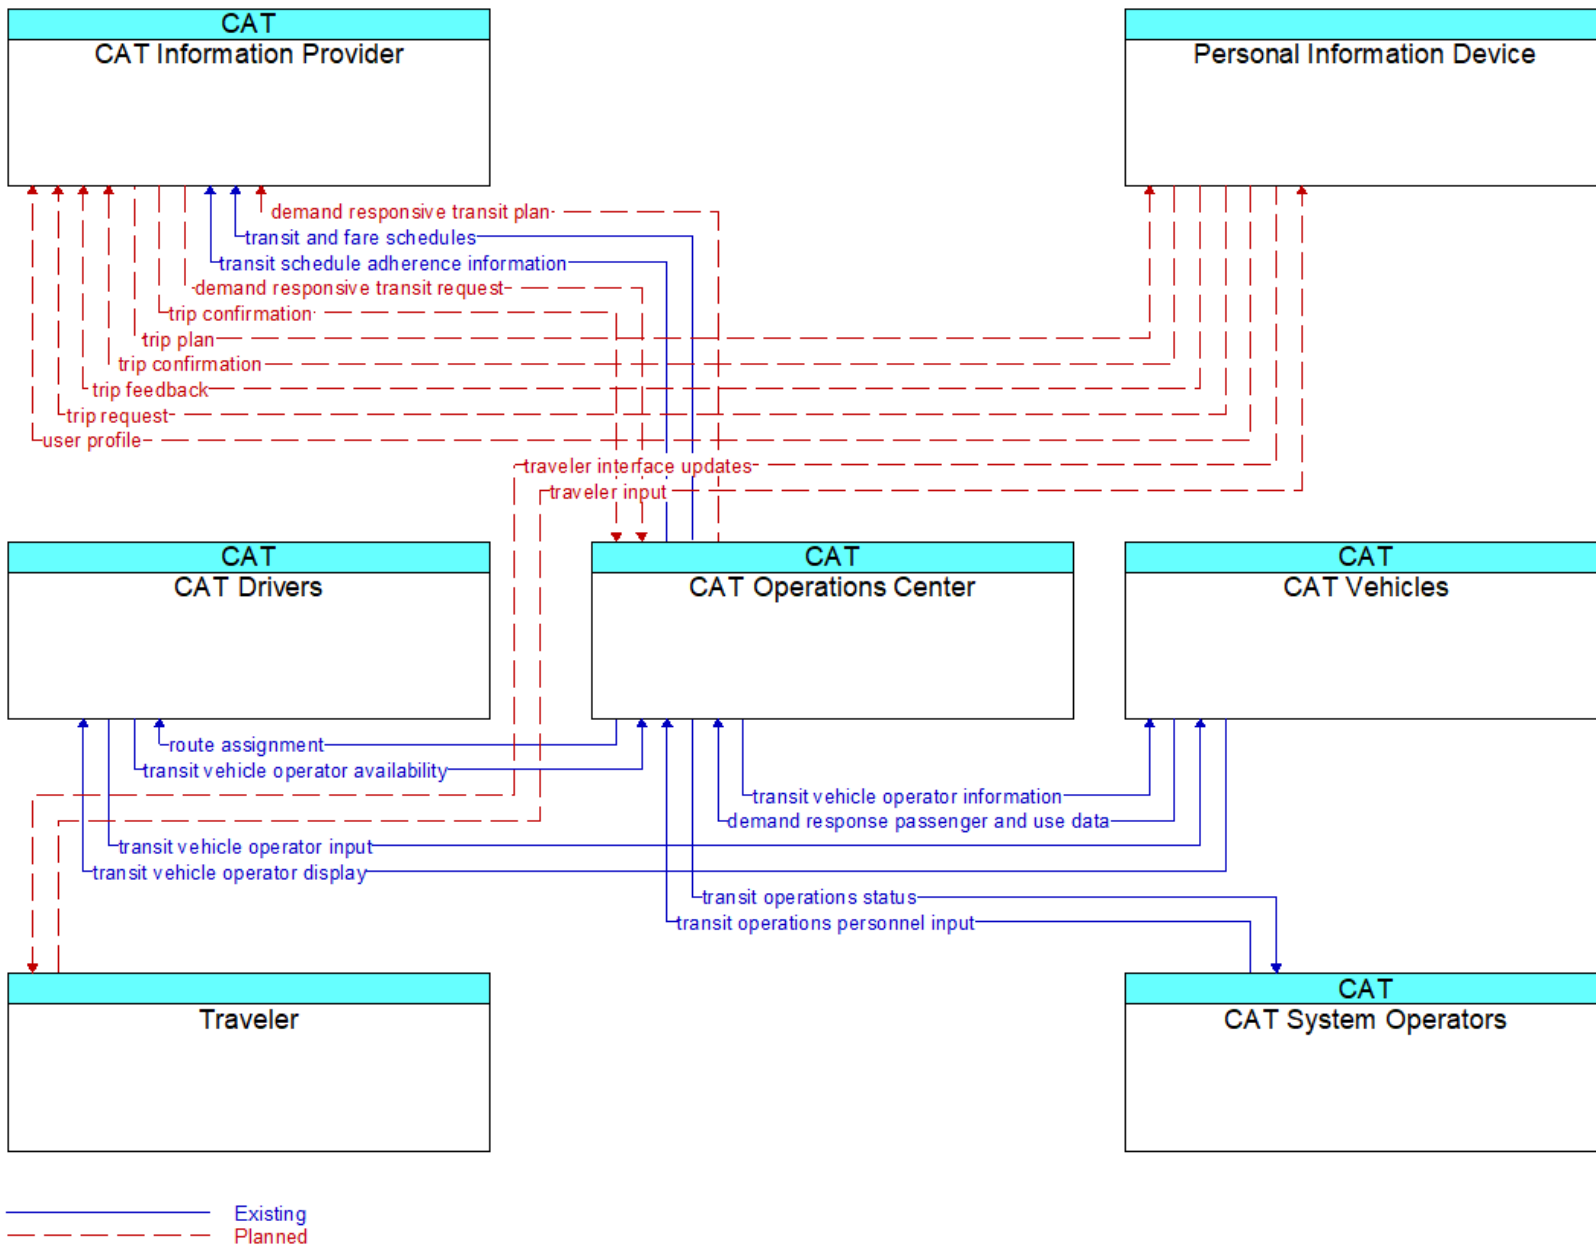 CAT
CAT Information Provider
Personal Information Device
demand responsive transit plan
transit and fare schedules
transit schedule adherence information
demand responsive transit request
trip confirmation
trip plan
trip confirmation
trip feedback
trip request
user profile
traveler interface updates
traveler input
CAT
CAT Drivers
CAT
CAT Operations Center
CAT
CAT Vehicles
route assignment
transit vehicle operator availability
transit vehicle operator information
demand response passenger and use data
transit vehicle operator input
transit vehicle operator display
transit operations status
transit operations personnel input
Traveler
CAT
CAT System Operators
Existing
Planned